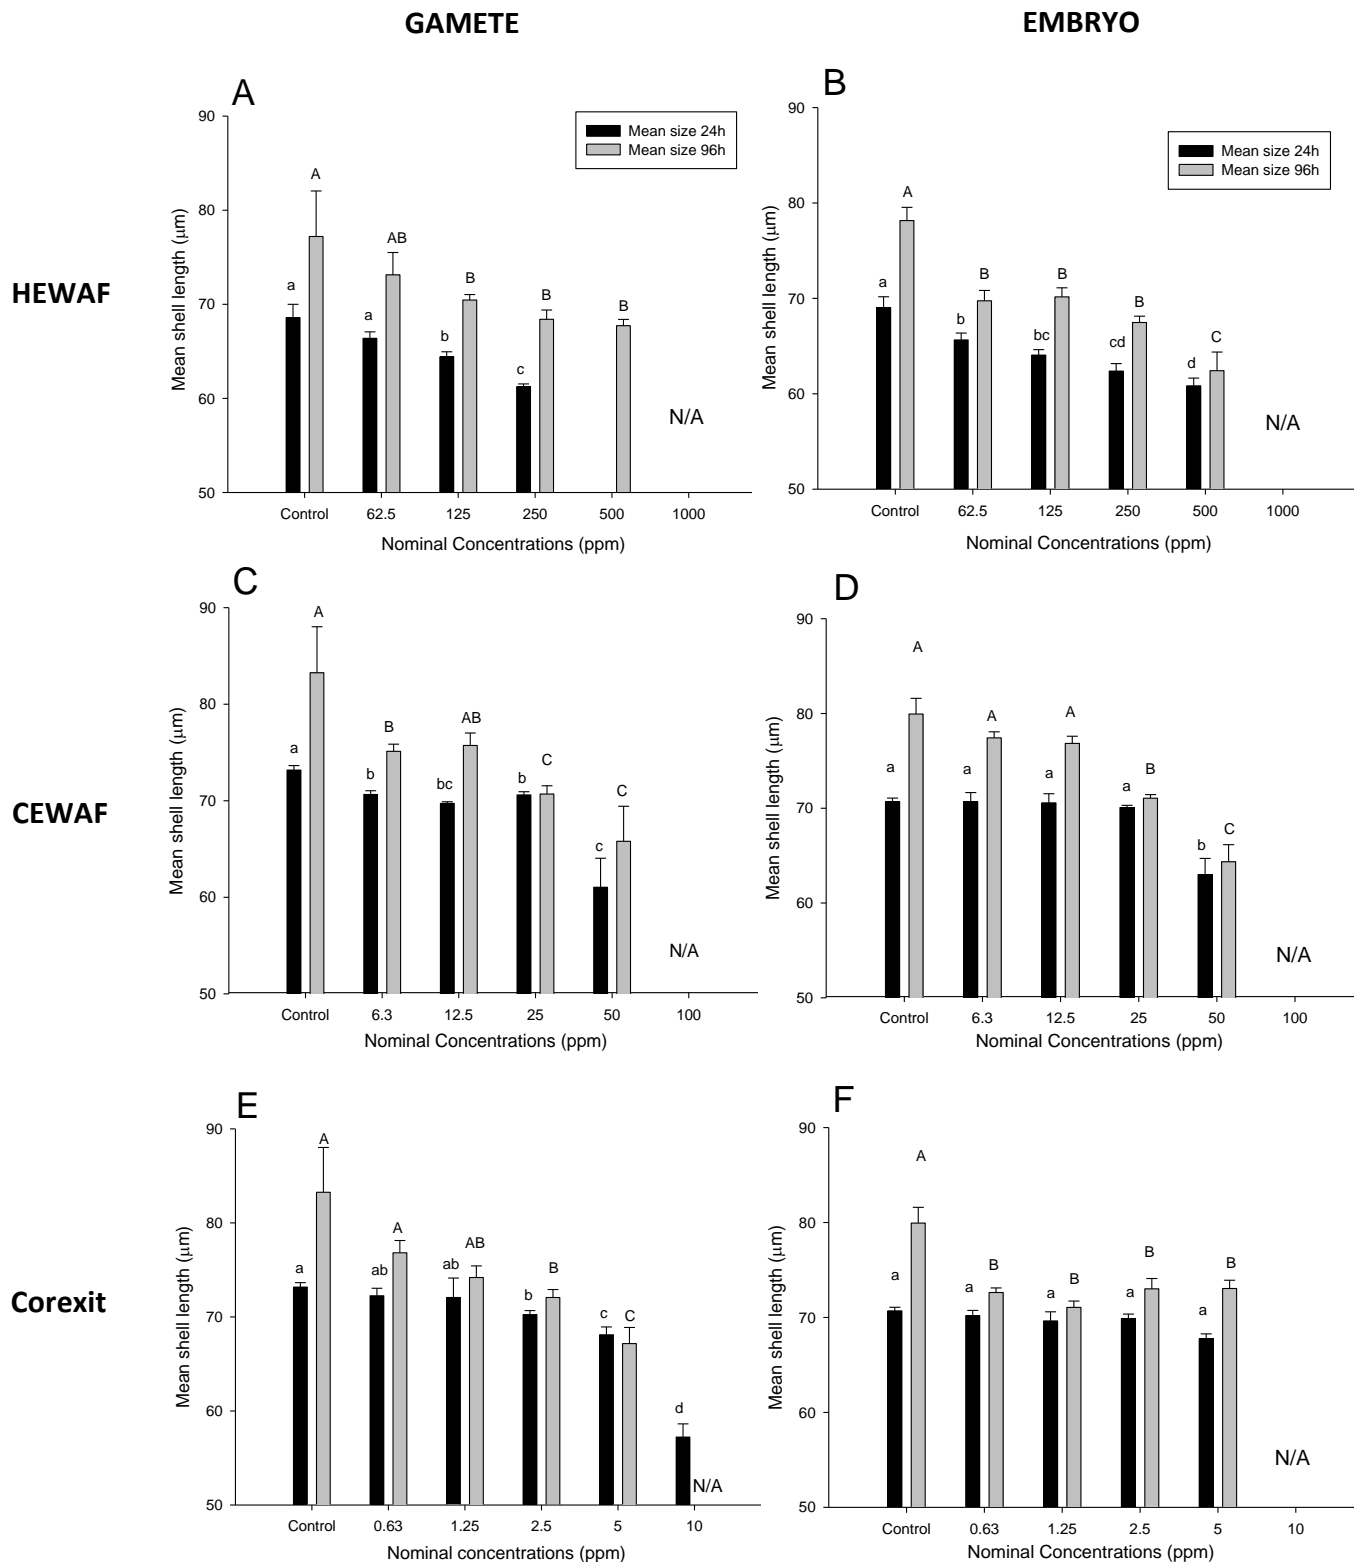 GAMETE EMBRYO
HEWAF
A
90
80
70
60
50
Mean shell length (μm)
Mean size 24h
Mean size 96h
a A a AB b B c B B N/A
Control 62.5 125 250 500 1000
Nominal Concentrations (ppm)
B
90
80
70
60
50
Mean shell length (μm)
Mean size 24h
Mean size 96h
a A b B bc B cd B d C N/A
Control 62.5 125 250 500 1000
Nominal Concentrations (ppm)
CEWAF
C
90
80
70
60
50
Mean shell length (μm)
a A b B bc AB b C c C N/A
Control 6.3 12.5 25 50 100
Nominal Concentrations (ppm)
D
90
80
70
60
50
Mean shell length (μm)
a A a A a A a B b C N/A
Control 6.3 12.5 25 50 100
Nominal Concentrations (ppm)
Corexit
E
90
80
70
60
50
Mean shell length (μm)
a A ab A ab AB b B c C d N/A
Control 0.63 1.25 2.5 5 10
Nominal concentrations (ppm)
F
90
80
70
60
50
Mean shell length (μm)
a A a B a B a B a B N/A
Control 0.63 1.25 2.5 5 10
Nominal Concentrations (ppm)